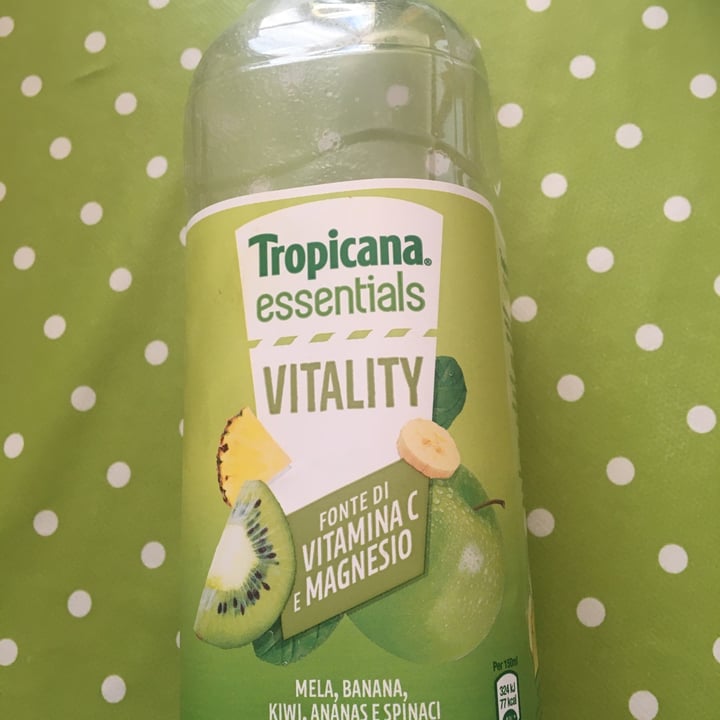 Tropicana®
essentials
VITALITY
FONTE DI
VITAMINA C
E MAGNESIO
MELA, BANANA,
KIWI, ANANAS E SPINACI
Per 150ml
324 kJ
77 kcal